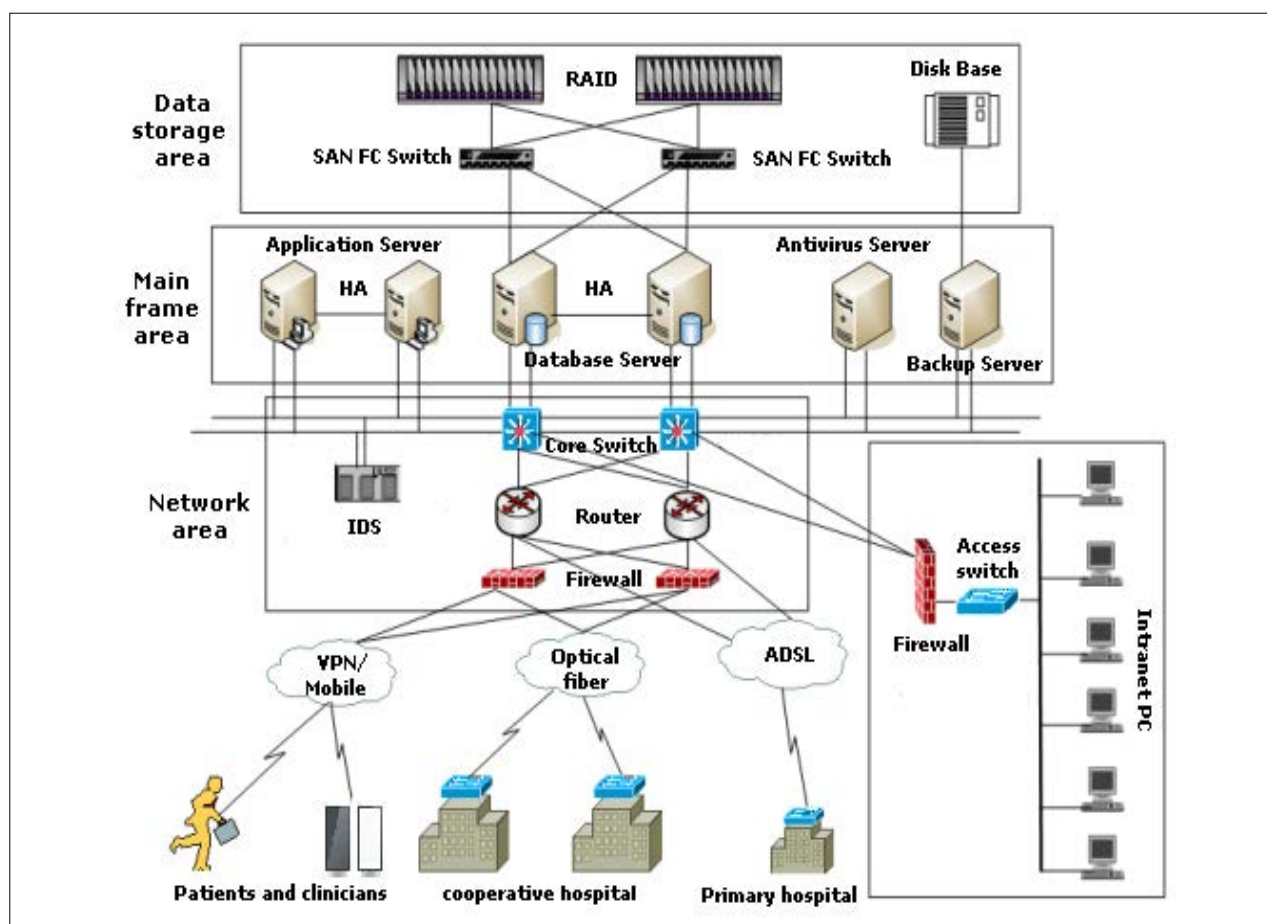 RAID
Disk Base
Data
storage
area
SAN FC Switch
SAN FC Switch
Application Server
Antivirus Server
Main
frame
area
HA
HA
Database Server
Backup Server
Core Switch
Network
area
IDS
Router
Firewall
Access
switch
Firewall
Intranet PC
VPN/
Mobile
Optical
fiber
ADSL
Patients and clinicians
cooperative hospital
Primary hospital